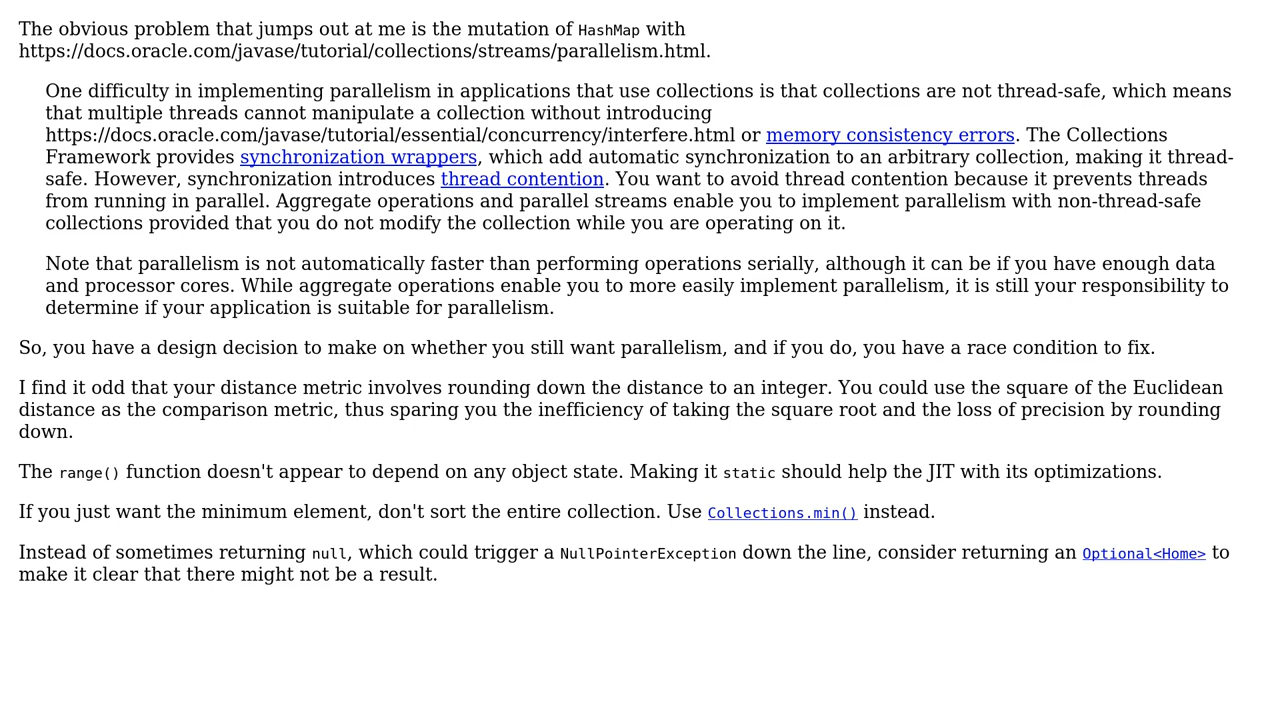 The obvious problem that jumps out at me is the mutation of HashMap with
https://docs.oracle.com/javase/tutorial/collections/streams/parallelism.html.
One difficulty in implementing parallelism in applications that use collections is that collections are not thread-safe, which means
that multiple threads cannot manipulate a collection without introducing
https://docs.oracle.com/javase/tutorial/essential/concurrency/interfere.html or memory consistency errors. The Collections
Framework provides synchronization wrappers, which add automatic synchronization to an arbitrary collection, making it thread-
safe. However, synchronization introduces thread contention. You want to avoid thread contention because it prevents threads
from running in parallel. Aggregate operations and parallel streams enable you to implement parallelism with non-thread-safe
collections provided that you do not modify the collection while you are operating on it.
Note that parallelism is not automatically faster than performing operations serially, although it can be if you have enough data
and processor cores. While aggregate operations enable you to more easily implement parallelism, it is still your responsibility to
determine if your application is suitable for parallelism.
So, you have a design decision to make on whether you still want parallelism, and if you do, you have a race condition to fix.
I find it odd that your distance metric involves rounding down the distance to an integer. You could use the square of the Euclidean
distance as the comparison metric, thus sparing you the inefficiency of taking the square root and the loss of precision by rounding
down.
The range() function doesn't appear to depend on any object state. Making it static should help the JIT with its optimizations.
If you just want the minimum element, don't sort the entire collection. Use Collections.min() instead.
Instead of sometimes returning null, which could trigger a NullPointerException down the line, consider returning an Optional<Home> to
make it clear that there might not be a result.